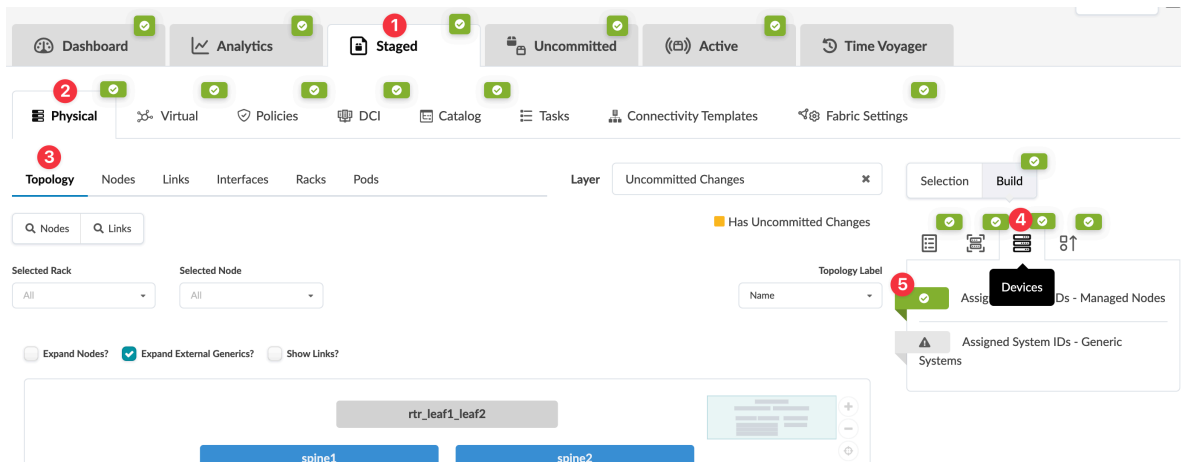 1
Dashboard Analytics Staged Uncommitted Active Time Voyager
2
Physical Virtual Policies DCI Catalog Tasks Connectivity Templates Fabric Settings
3
Topology Nodes Links Interfaces Racks Pods Layer Uncommitted Changes Selection Build
Nodes Links Has Uncommitted Changes 4
Selected Rack Selected Node Topology Label
All All Name
Devices
5
Assig Ds - Managed Nodes
Assigned System IDs - Generic
Systems
Expand Nodes? Expand External Generics? Show Links?
rtr_leaf1_leaf2
spine1 spine2